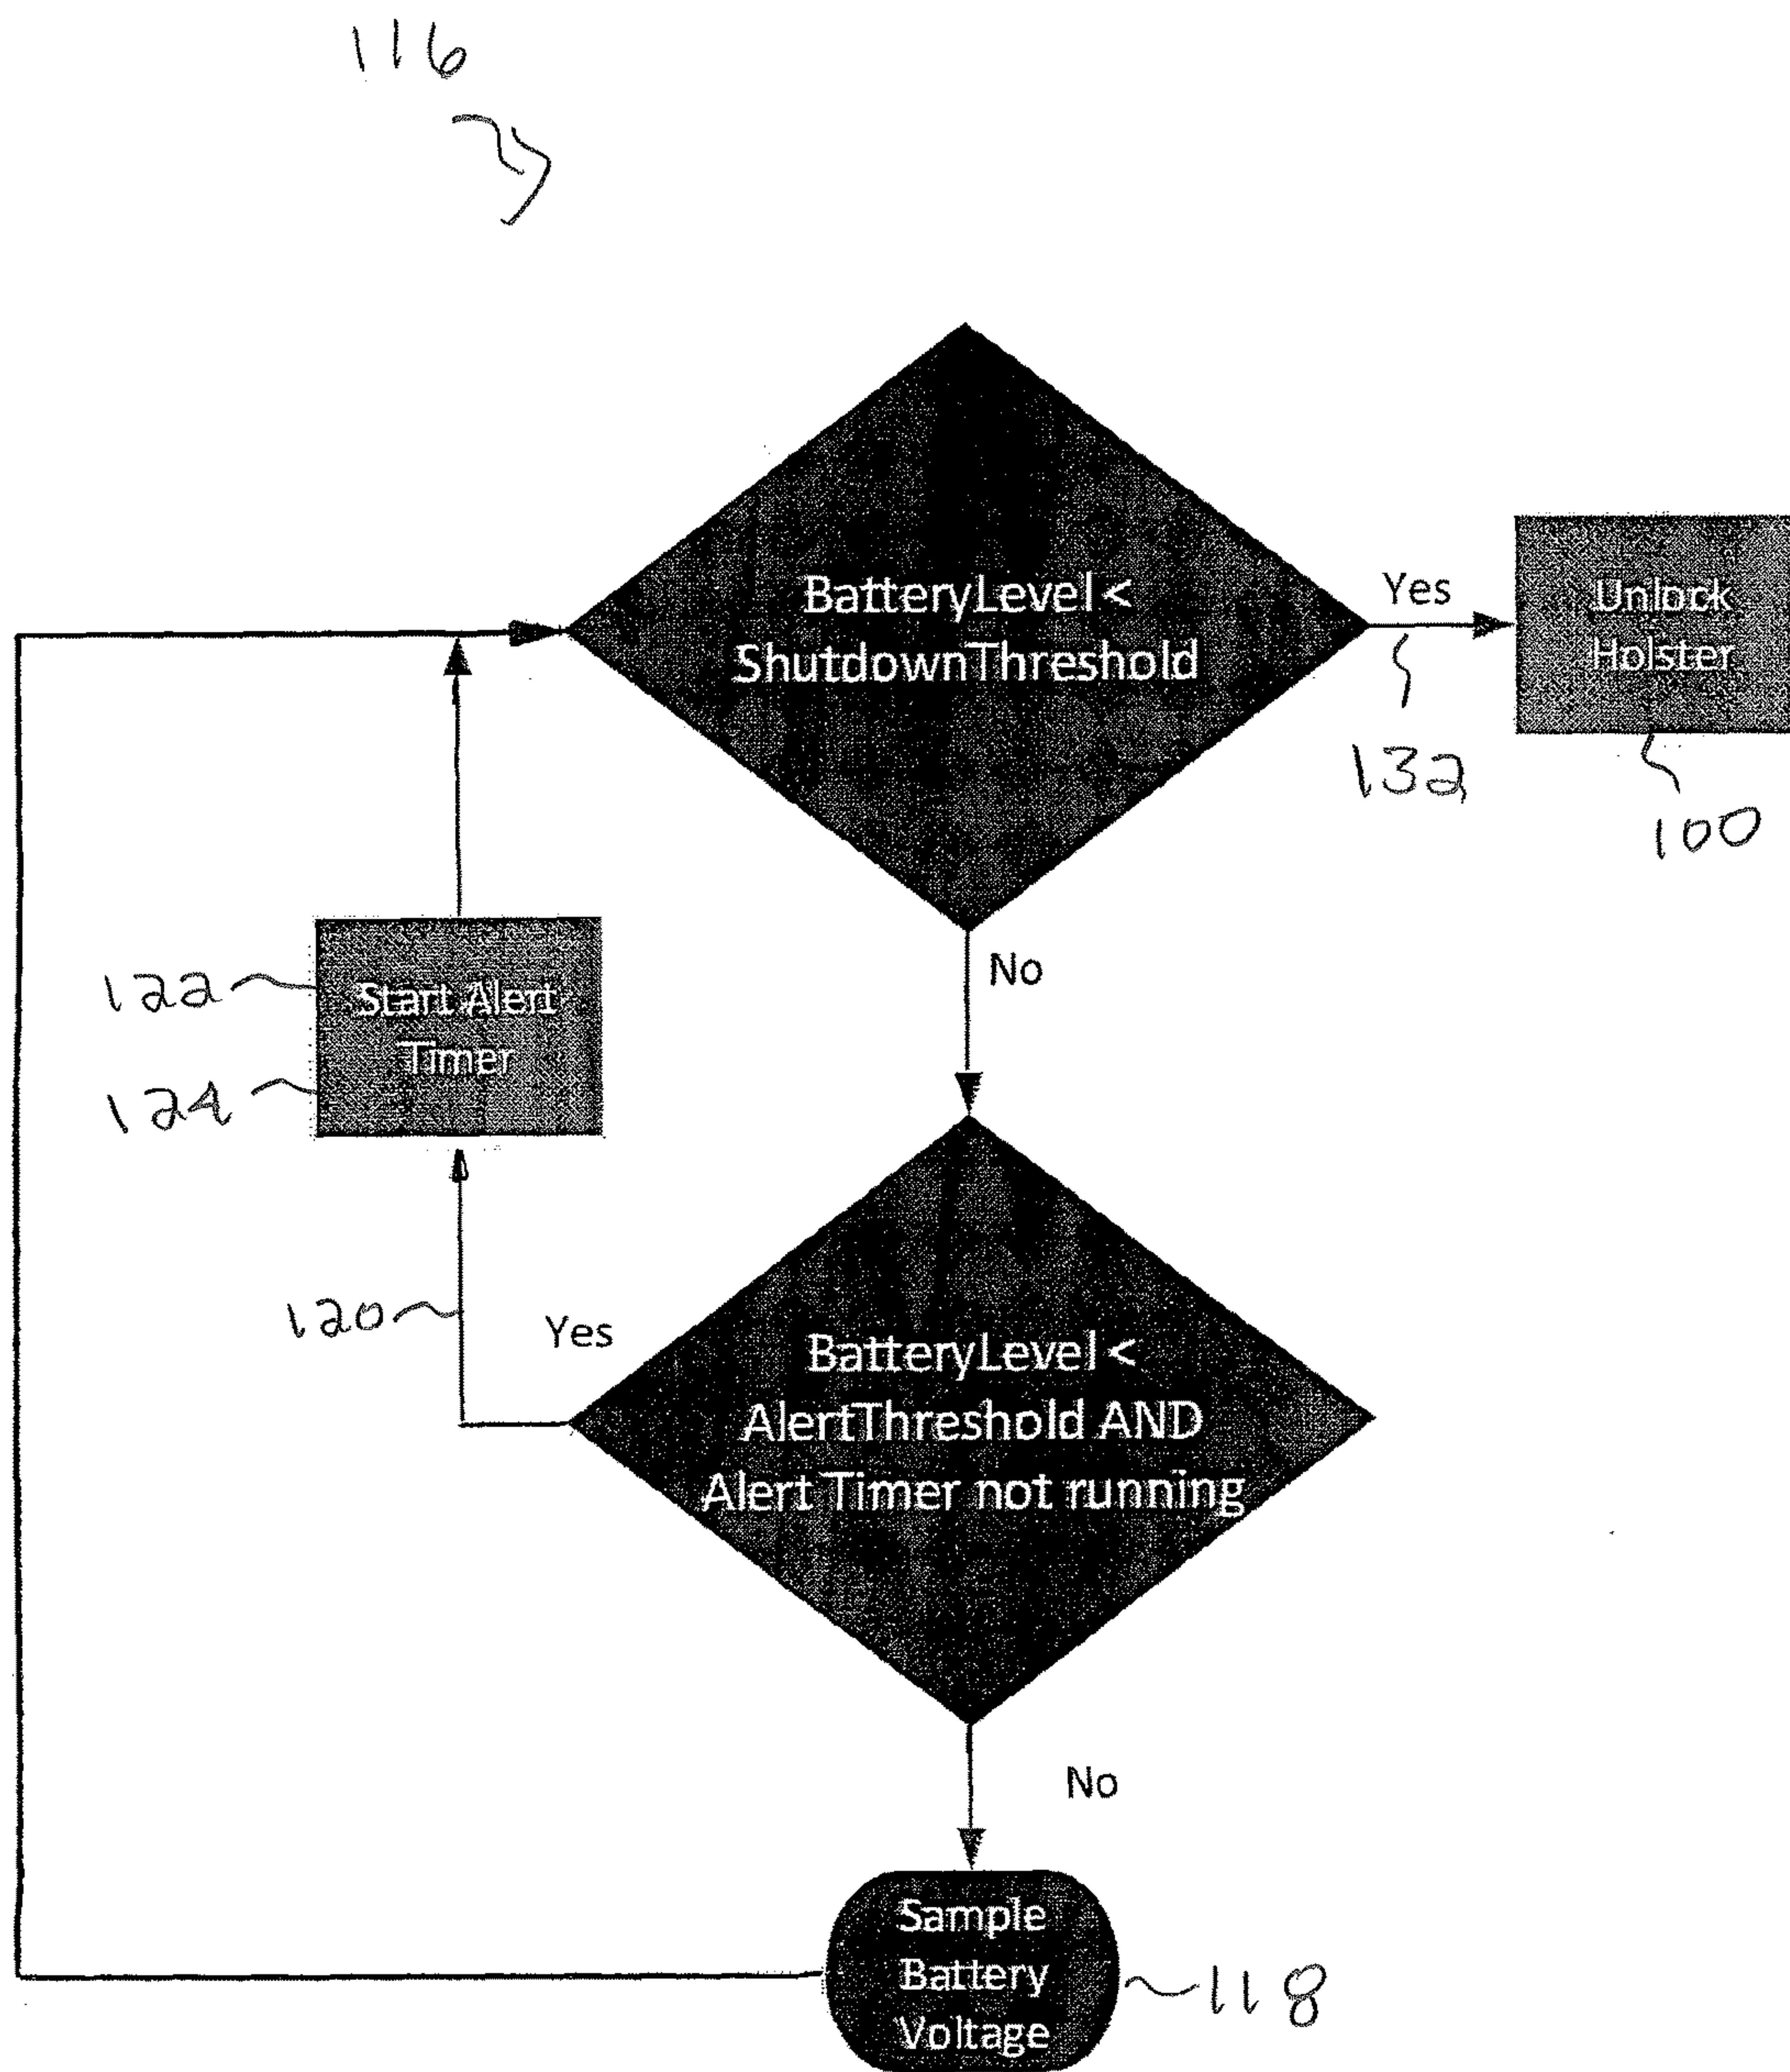 116
BatteryLevel <
ShutdownThreshold
Yes
Unlock
Holster
132
100
No
122
Start Alert
Timer
124
120
Yes
BatteryLevel <
AlertThreshold AND
Alert Timer not running
No
Sample
Battery
Voltage
118